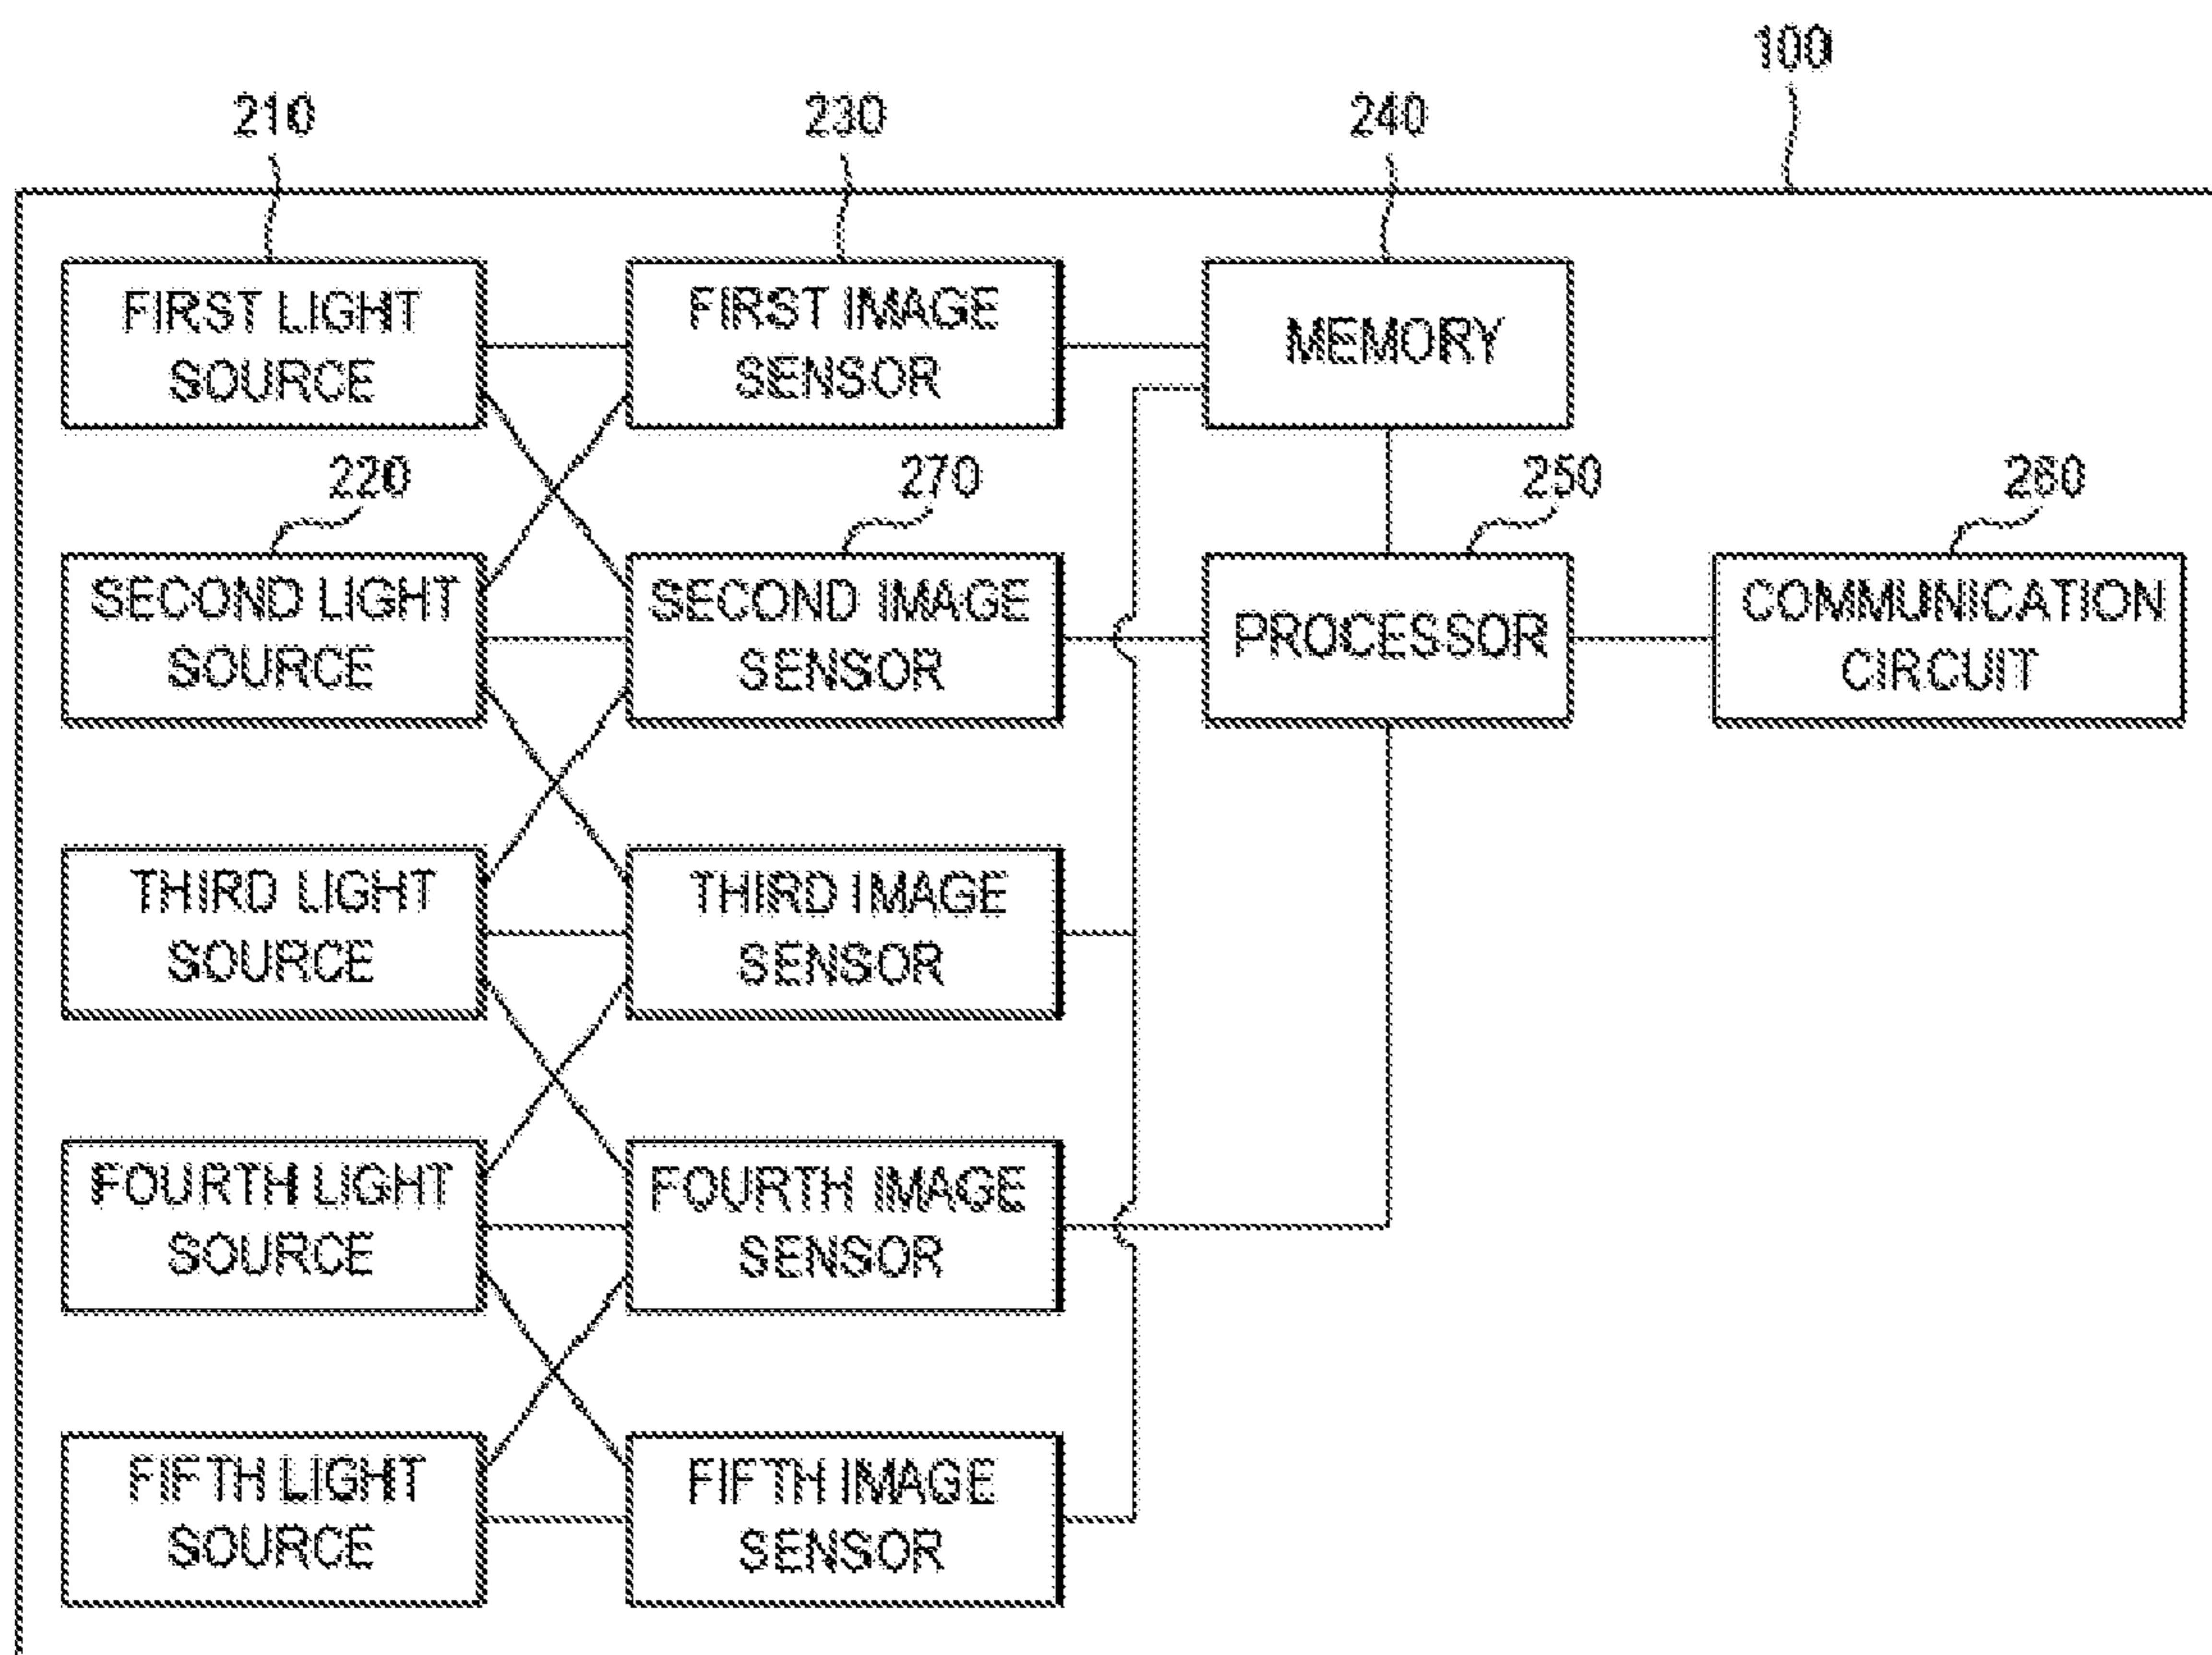 100
210
230
240
FIRST LIGHT
SOURCE
FIRST IMAGE
SENSOR
MEMORY
220
270
250
260
SECOND LIGHT
SOURCE
SECOND IMAGE
SENSOR
PROCESSOR
COMMUNICATION
CIRCUIT
THIRD LIGHT
SOURCE
THIRD IMAGE
SENSOR
FOURTH LIGHT
SOURCE
FOURTH IMAGE
SENSOR
FIFTH LIGHT
SOURCE
FIFTH IMAGE
SENSOR